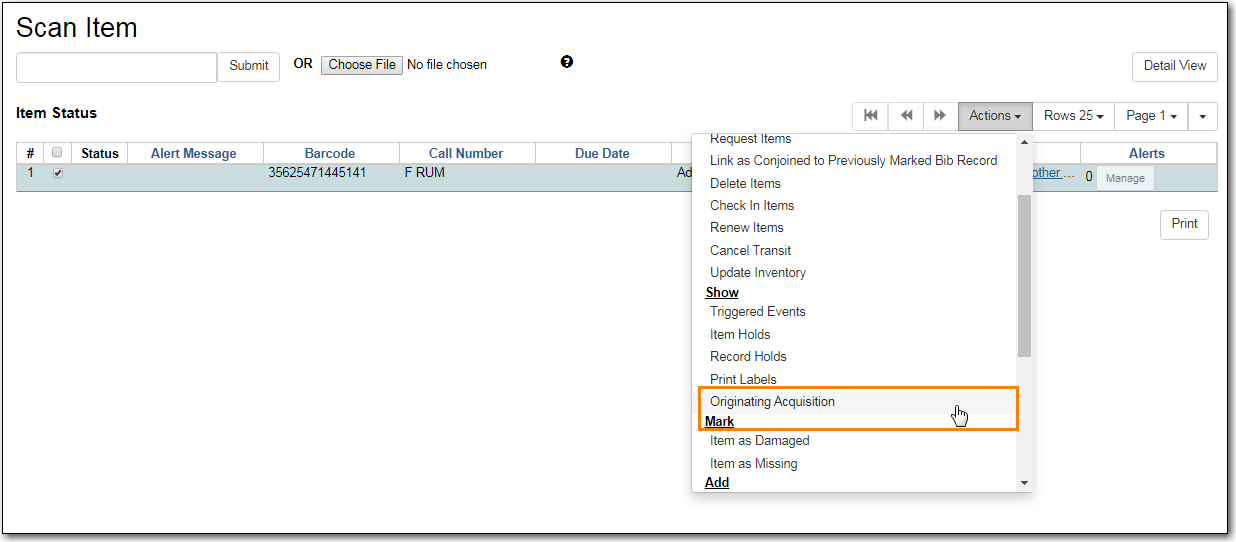 Scan Item
Submit OR Choose File No file chosen Detail View
Item Status
Actions Rows 25 Page 1
# Status Alert Message Barcode Call Number Due Date Alerts
1 35625471445141 F RUM Ad other ... 0 Manage
Print
Request Items
Link as Conjoined to Previously Marked Bib Record
Delete Items
Check In Items
Renew Items
Cancel Transit
Update Inventory
Show
Triggered Events
Item Holds
Record Holds
Print Labels
Originating Acquisition
Mark
Item as Damaged
Item as Missing
Add